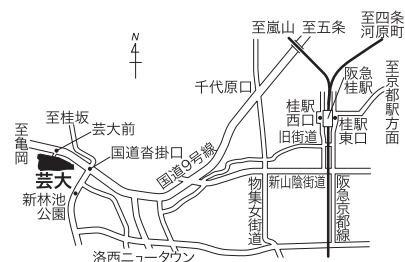 至嵐山
至五条
至四条
河原町
N
千代原口
阪急
桂駅
桂駅
西口
桂駅
東口
至京都駅方面
旧街道
至桂坂
芸大前
至亀岡
国道沓掛口
国道9号線
芸大
新林池
公園
物集女街道
新山陰街道
阪急京都線
洛西ニュータウン